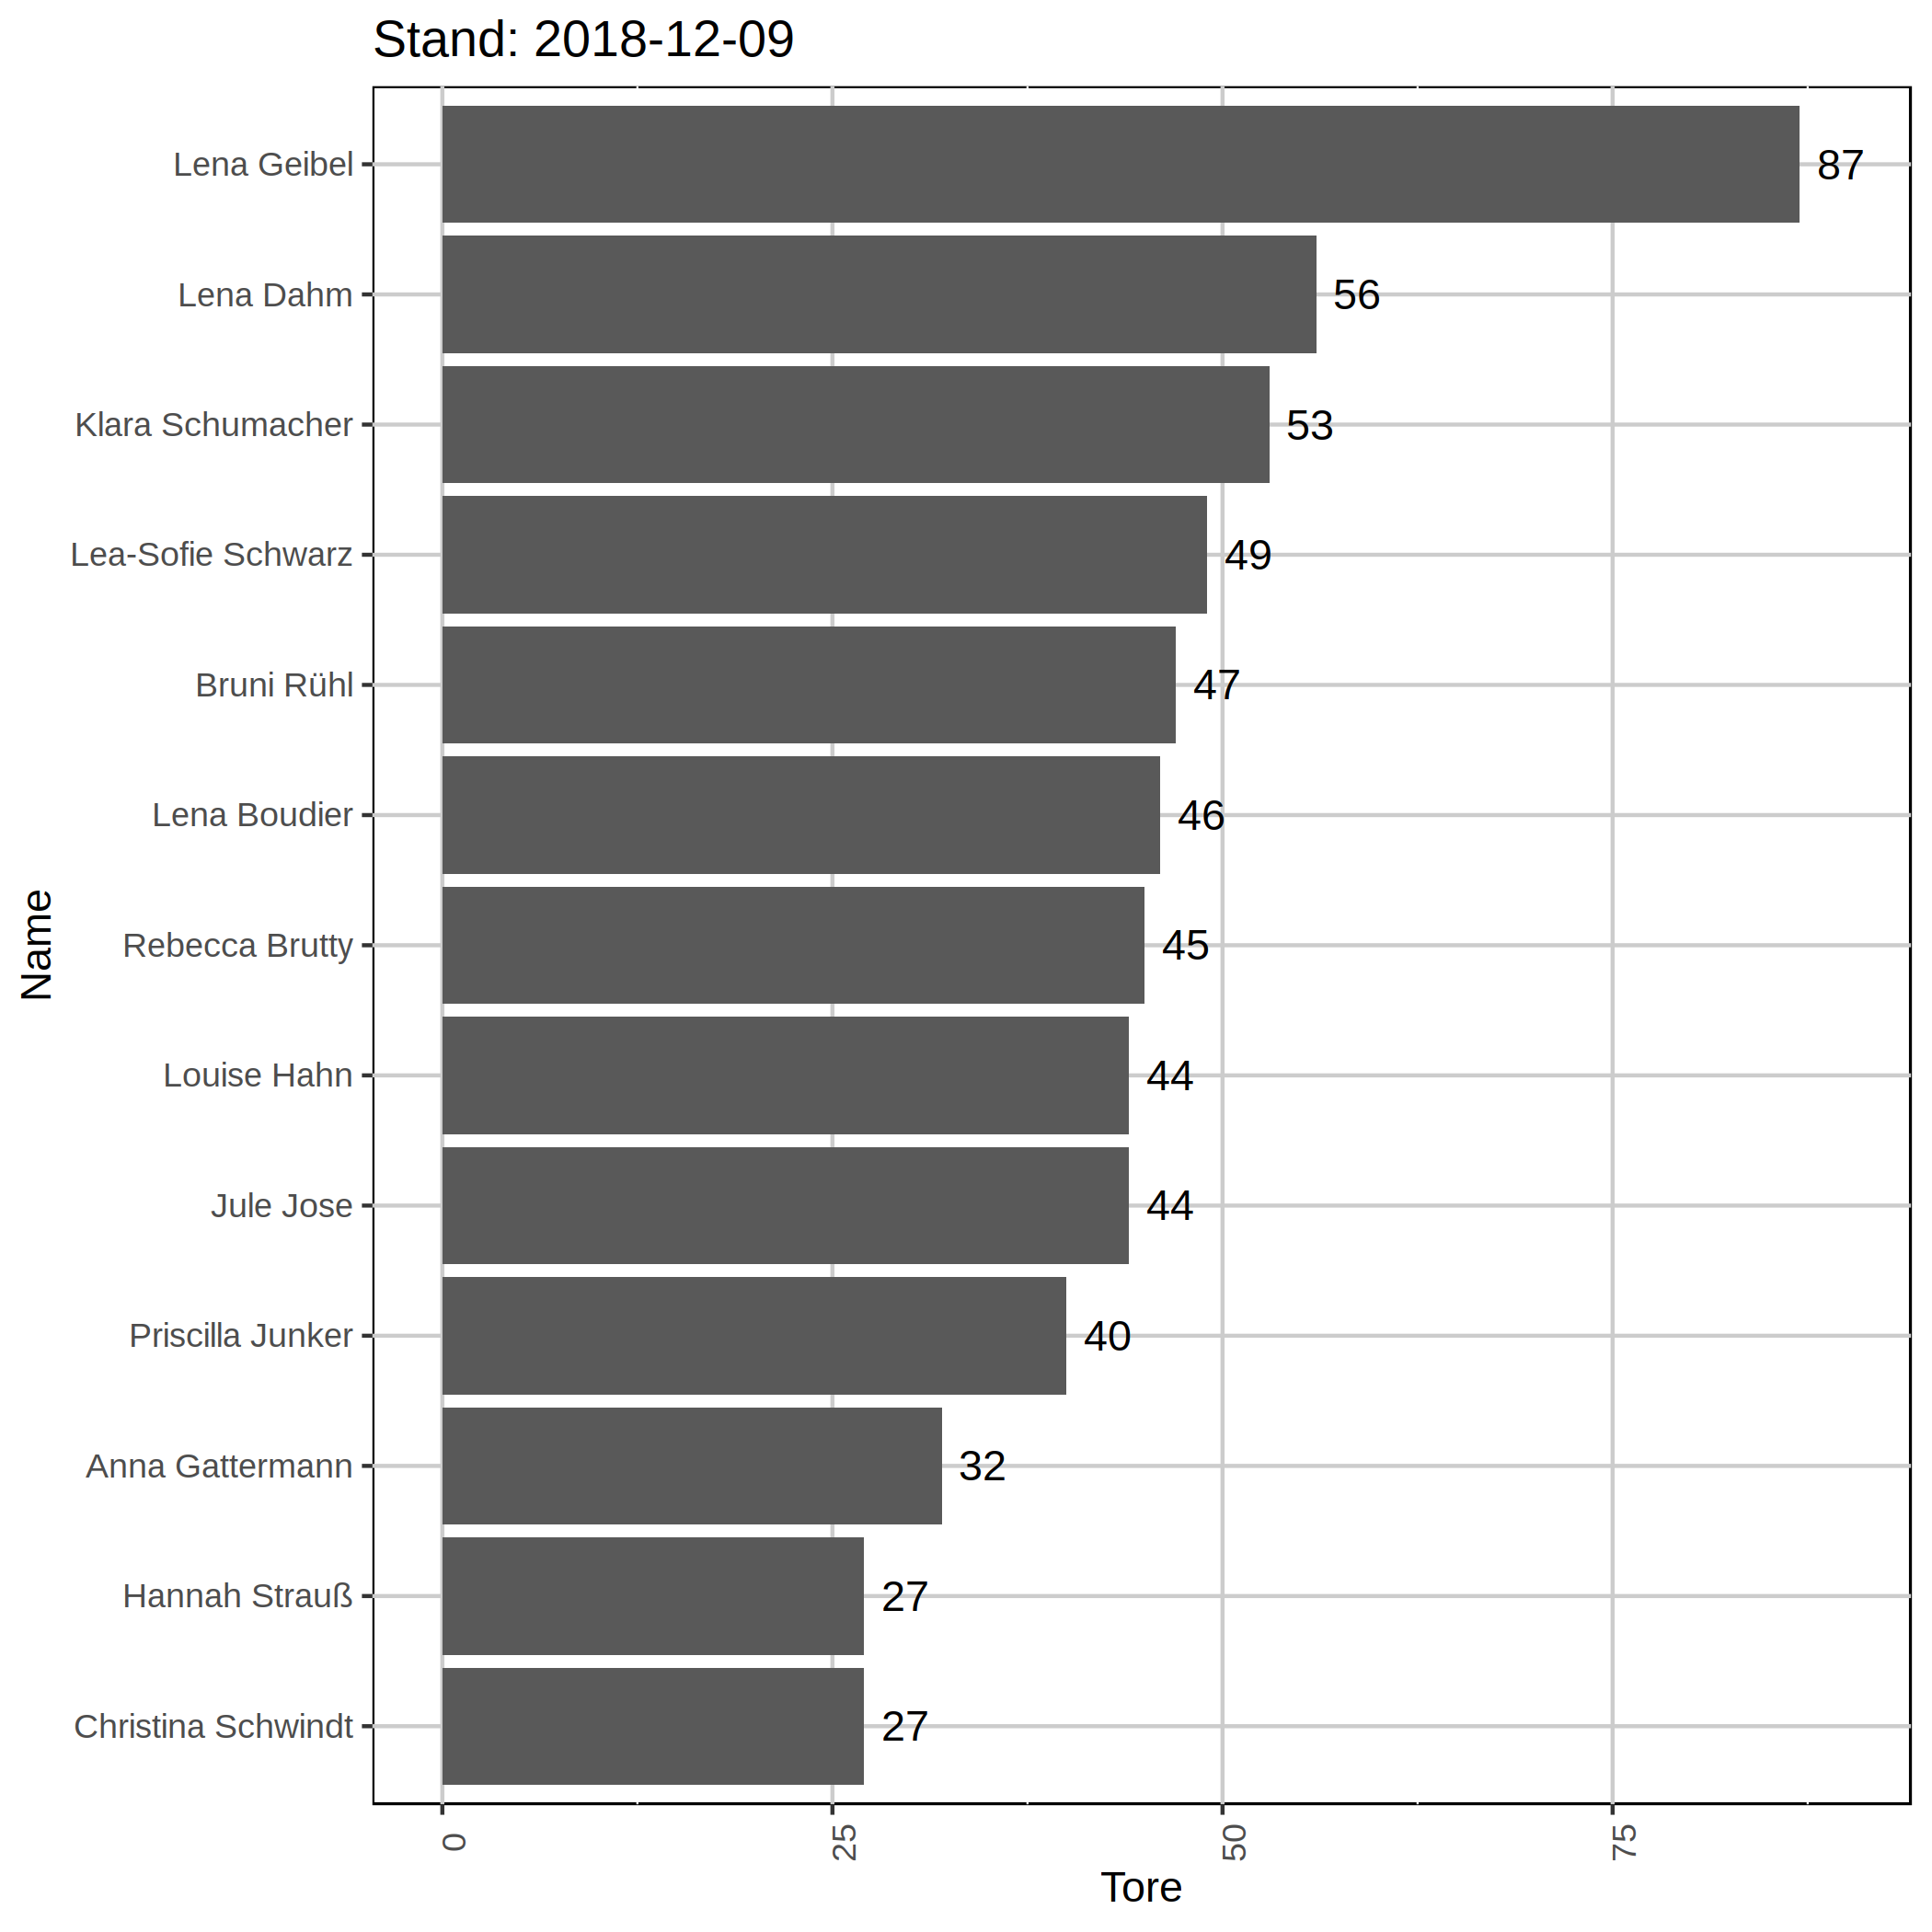 Stand: 2018-12-09
Lena Geibel 87
Lena Dahm 56
Klara Schumacher 53
Lea-Sofie Schwarz 49
Bruni Rühl 47
Lena Boudier 46
Rebecca Brutty 45
Louise Hahn 44
Jule Jose 44
Priscilla Junker 40
Anna Gattermann 32
Hannah Strauß 27
Christina Schwindt 27
Name
0 25 50 75
Tore